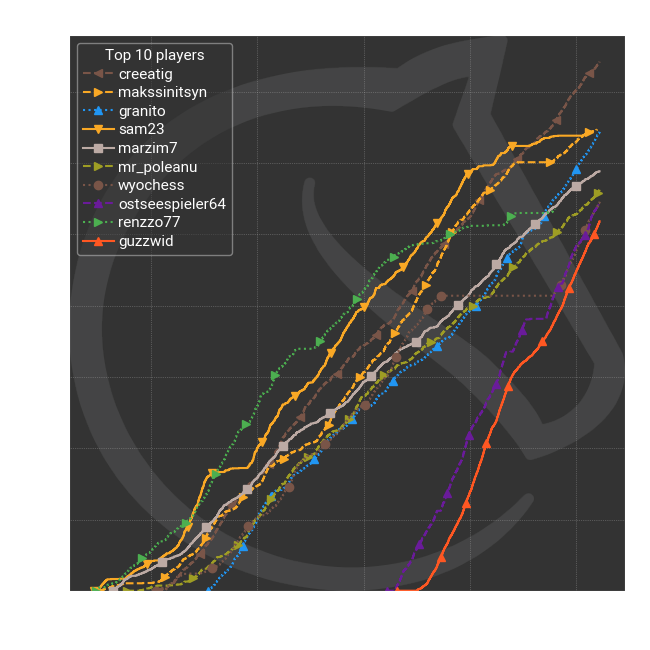 Top 10 players
creeatig
makssinitsyn
granito
sam23
marzim7
mr_poleanu
wyochess
ostseespieler64
renzzo77
guzzwid